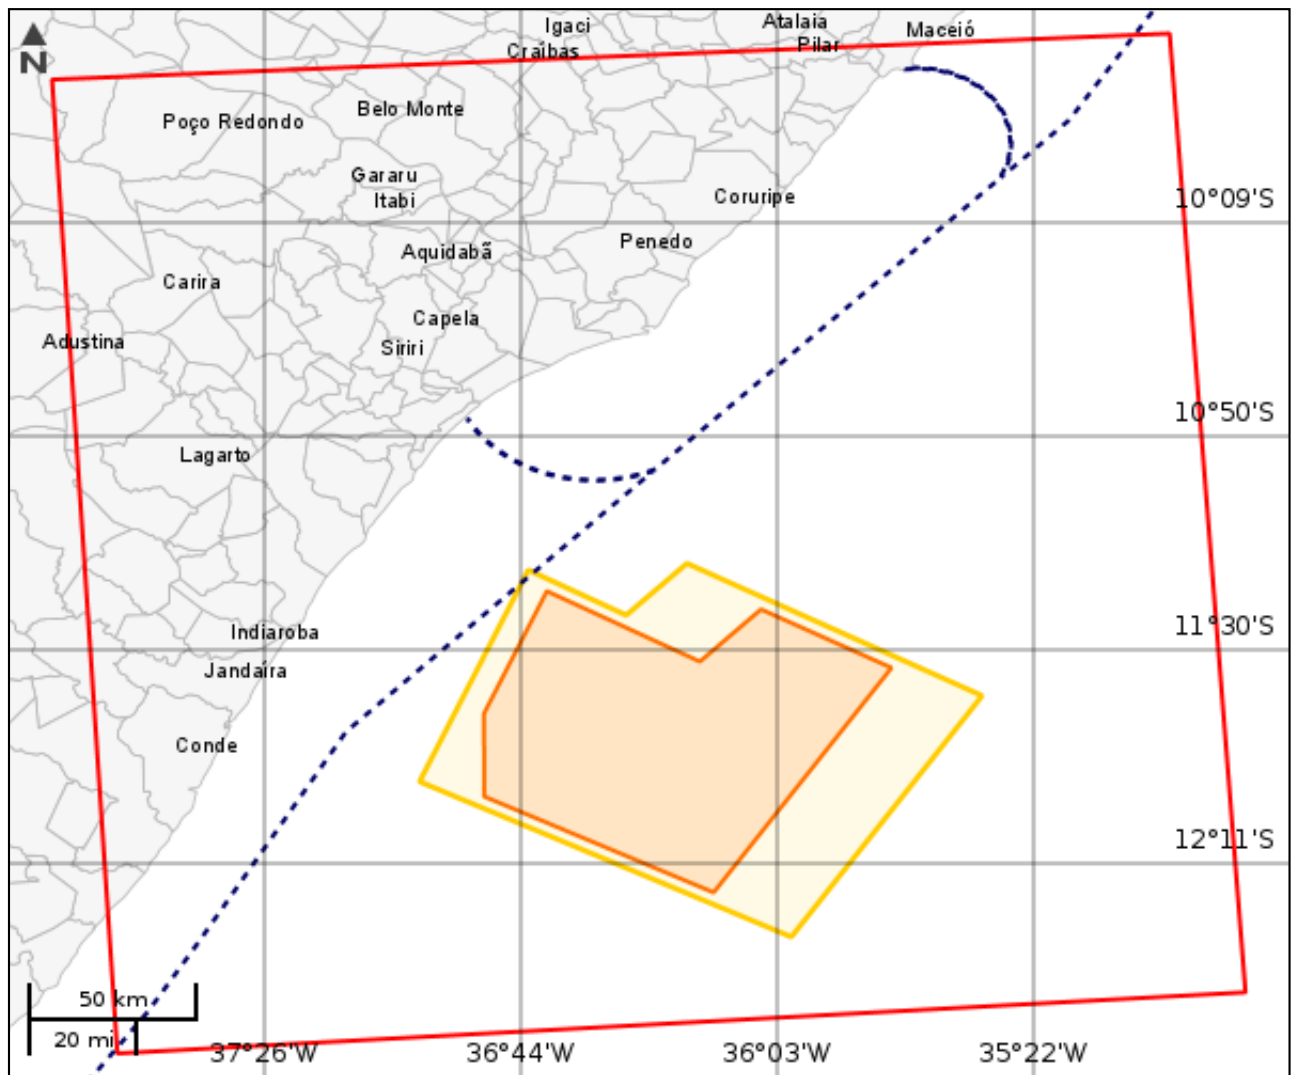 Igaci
Atalaia
Maceió
Craíbas
Pilar
N
Belo Monte
Poço Redondo
Gararu
Itabi
Coruripe
10°09'S
Penedo
Aquidabã
Carira
Capela
Adustina
Siriri
10°50'S
Lagarto
11°30'S
Indiaroba
Jandaíra
Conde
12°11'S
50 km
20 mi
37°26'W
36°44'W
36°03'W
35°22'W